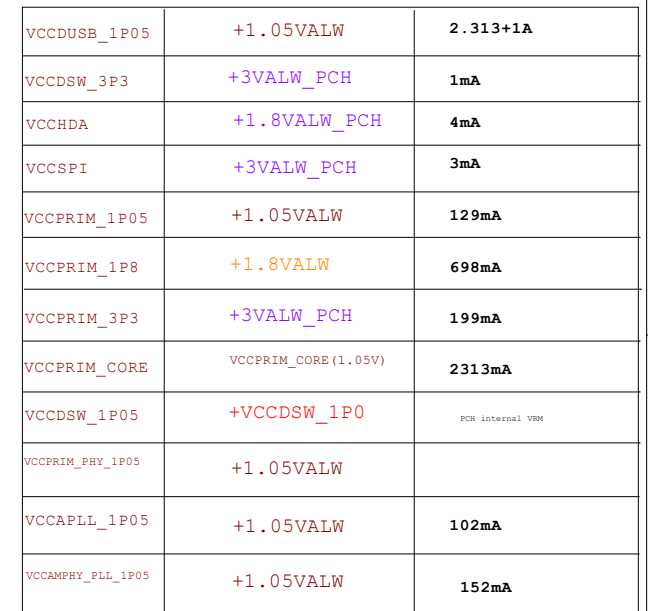 VCCDUSB_1P05 +1.05VALW 2.313+1A
VCCDSW_3P3 +3VALW_PCH 1mA
VCCHDA +1.8VALW_PCH 4mA
VCCSPI +3VALW_PCH 3mA
VCCPRIM_1P05 +1.05VALW 129mA
VCCPRIM_1P8 +1.8VALW 698mA
VCCPRIM_3P3 +3VALW_PCH 199mA
VCCPRIM_CORE VCCPRIM_CORE(1.05V) 2313mA
VCCDSW_1P05 +VCCDSW_1P0 PCH internal VRM
VCCPRIM_PHY_1P05 +1.05VALW
VCCAPLL_1P05 +1.05VALW 102mA
VCCAMPHY_PLL_1P05 +1.05VALW 152mA